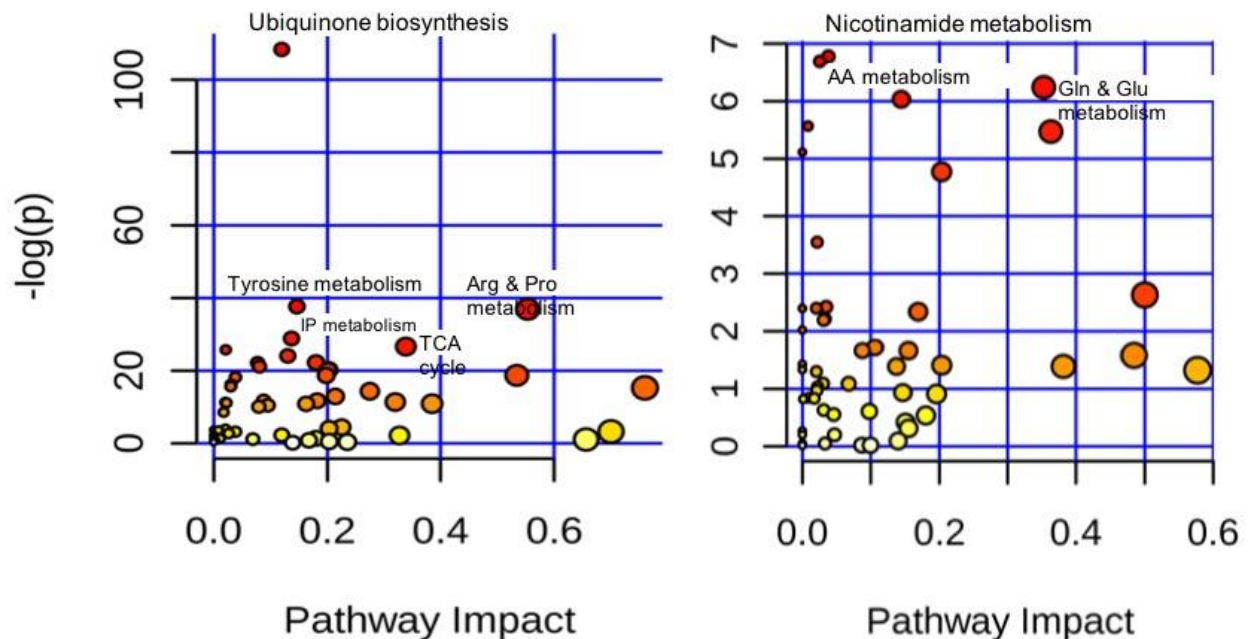 Ubiquinone biosynthesis
100
60
20
0
-log(p)
Tyrosine metabolism
Arg & Pro
metabolism
IP metabolism
TCA
cycle
0.0 0.2 0.4 0.6
Pathway Impact
Nicotinamide metabolism
7
6
5
4
3
2
1
0
AA metabolism
Gln & Glu
metabolism
0.0 0.2 0.4 0.6
Pathway Impact